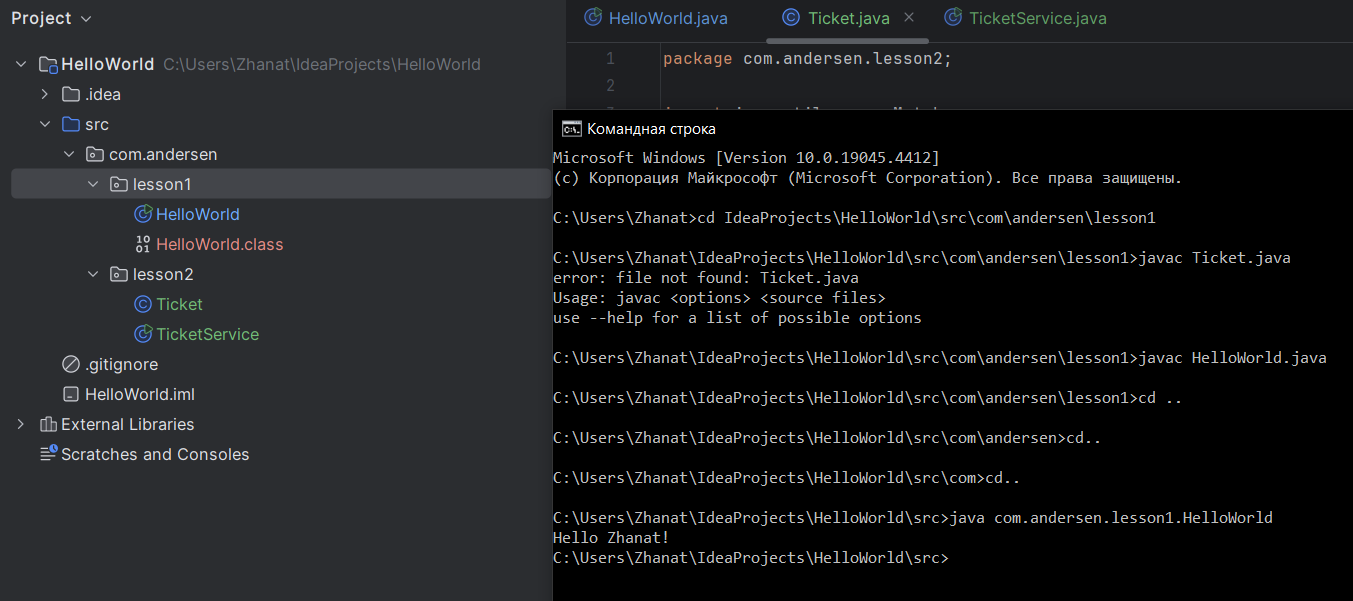 Project
HelloWorld C:\Users\Zhanat\IdeaProjects\HelloWorld
.idea
src
com.andersen
lesson1
HelloWorld
HelloWorld.class
lesson2
Ticket
TicketService
.gitignore
HelloWorld.iml
External Libraries
Scratches and Consoles
HelloWorld.java Ticket.java TicketService.java
1 package com.andersen.lesson2;
2
Командная строка
Microsoft Windows [Version 10.0.19045.4412]
(c) Корпорация Майкрософт (Microsoft Corporation). Все права защищены.
C:\Users\Zhanat>cd IdeaProjects\HelloWorld\src\com\andersen\lesson1
C:\Users\Zhanat\IdeaProjects\HelloWorld\src\com\andersen\lesson1>javac Ticket.java
error: file not found: Ticket.java
Usage: javac <options> <source files>
use --help for a list of possible options
C:\Users\Zhanat\IdeaProjects\HelloWorld\src\com\andersen\lesson1>javac HelloWorld.java
C:\Users\Zhanat\IdeaProjects\HelloWorld\src\com\andersen\lesson1>cd ..
C:\Users\Zhanat\IdeaProjects\HelloWorld\src\com\andersen>cd..
C:\Users\Zhanat\IdeaProjects\HelloWorld\src\com>cd..
C:\Users\Zhanat\IdeaProjects\HelloWorld\src>java com.andersen.lesson1.HelloWorld
Hello Zhanat!
C:\Users\Zhanat\IdeaProjects\HelloWorld\src>